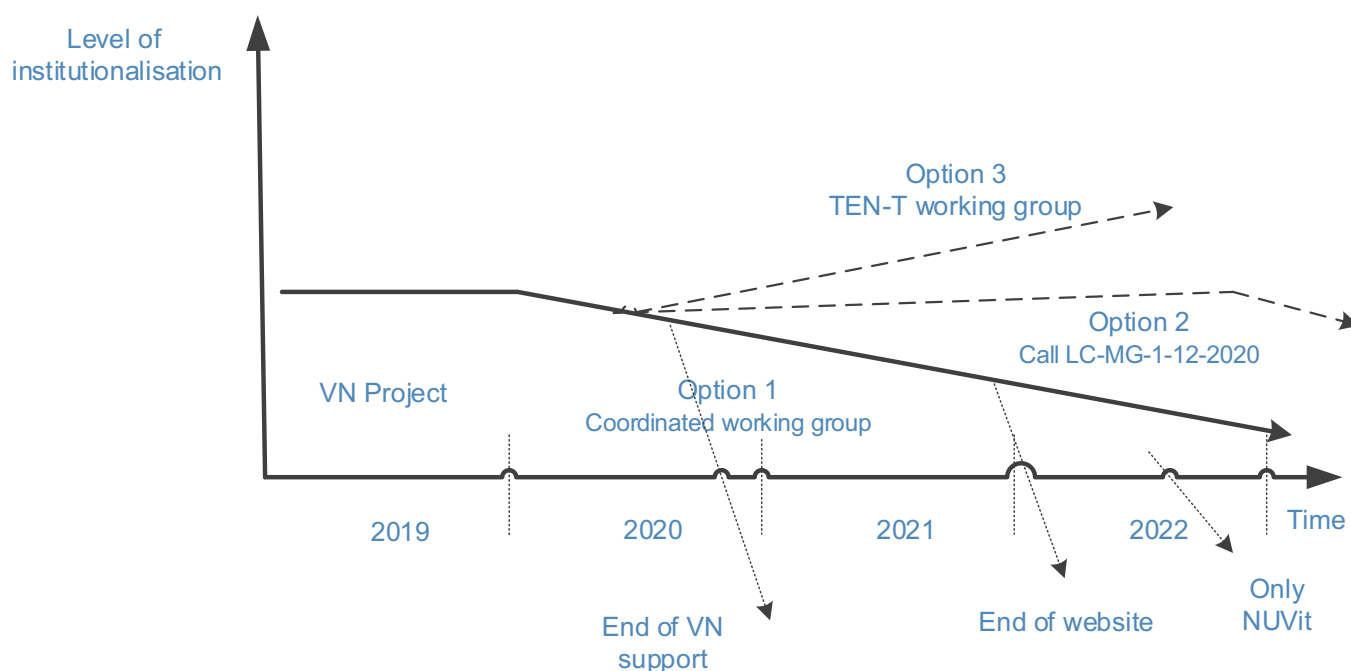 Level of
institutionalisation
Option 3
TEN-T working group
Option 2
Call LC-MG-1-12-2020
VN Project
Option 1
Coordinated working group
2019
2020
2021
2022
Time
End of VN
support
End of website
Only
NUVit